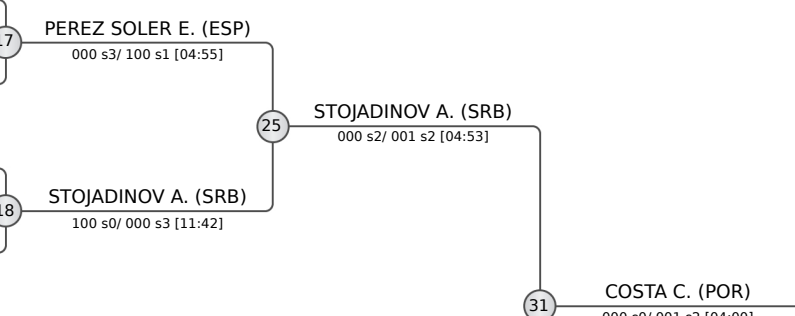 PEREZ SOLER E. (ESP)
17
000 s3/ 100 s1 [04:55]
STOJADINOV A. (SRB)
25
000 s2/ 001 s2 [04:53]
STOJADINOV A. (SRB)
18
100 s0/ 000 s3 [11:42]
COSTA C. (POR)
31